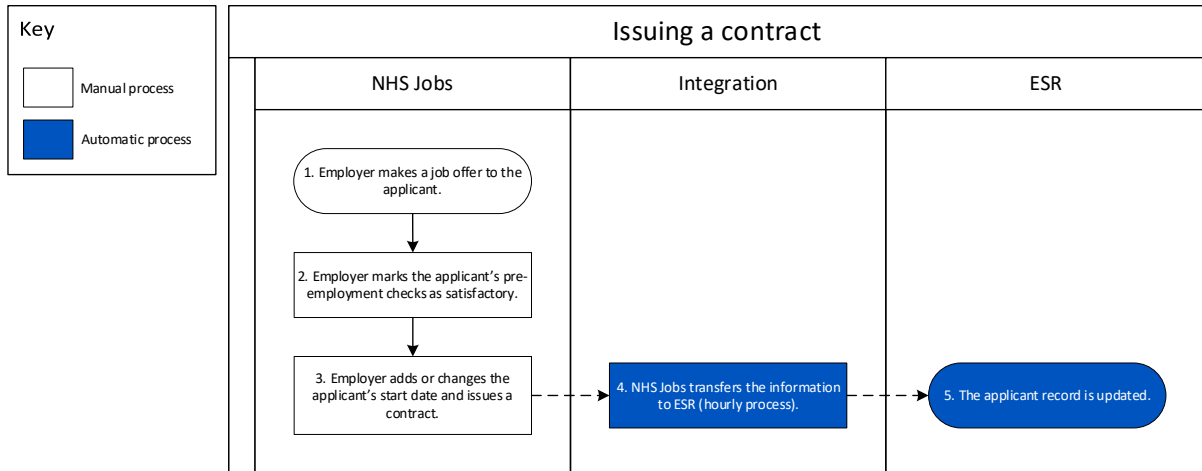 Key
Manual process
Automatic process
Issuing a contract
NHS Jobs
Integration
ESR
1. Employer makes a job offer to the
applicant.
2. Employer marks the applicant’s pre-
employment checks as satisfactory.
3. Employer adds or changes the
applicant’s start date and issues a
contract.
4. NHS Jobs transfers the information
to ESR (hourly process).
5. The applicant record is updated.